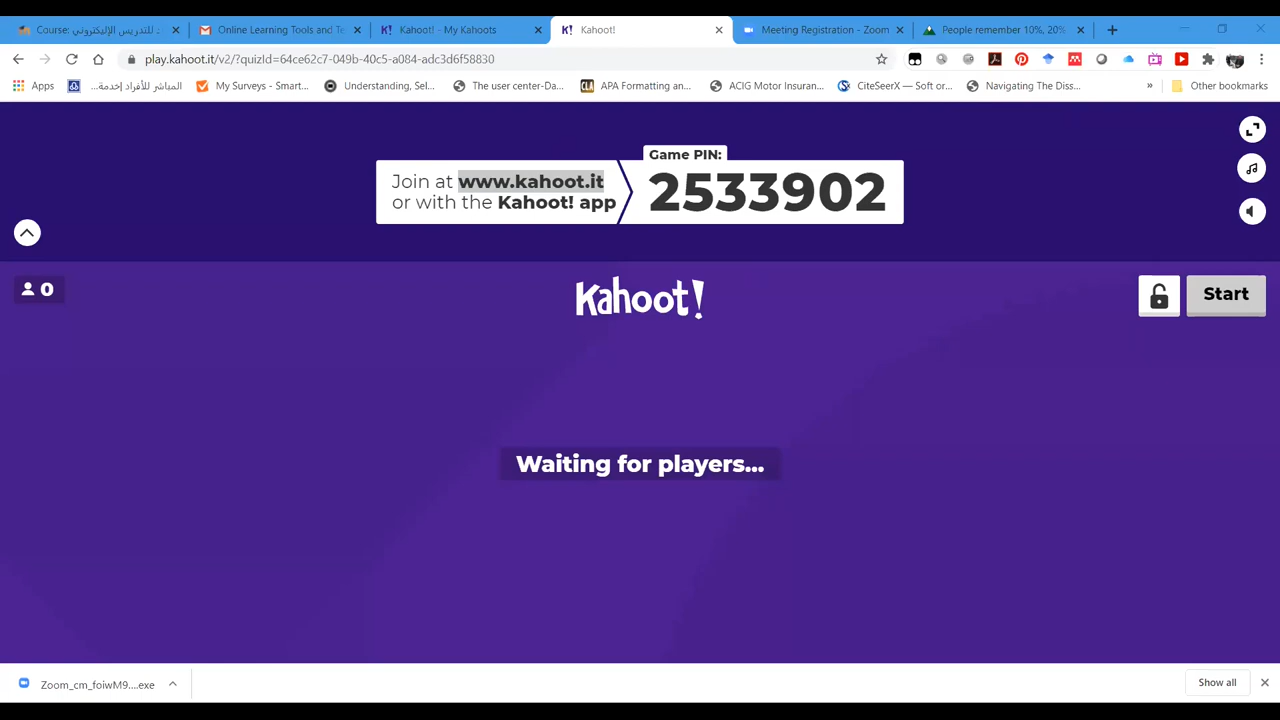 Course: د للتدريس الإليكتروني
Online Learning Tools and Te
Kahoot! - My Kahoots
Kahoot!
Meeting Registration - Zoom
People remember 10%, 20%
play.kahoot.it/v2/?quizId=64ae62c7-049b-40c5-a084-adc3d6f58830
Apps
المباشر للأفراد إخدمة...
My Surveys - Smart...
Understanding, Sel...
The user center-Da...
APA Formatting an...
ACIG Motor Insuran...
CiteSeerX — Soft or...
Navigating The Diss...
»
Other bookmarks
Game PIN:
Join at www.kahoot.it
or with the Kahoot! app
2533902
0
Kahoot!
Start
Waiting for players...
Zoom_cm_foiwM9....exe
Show all